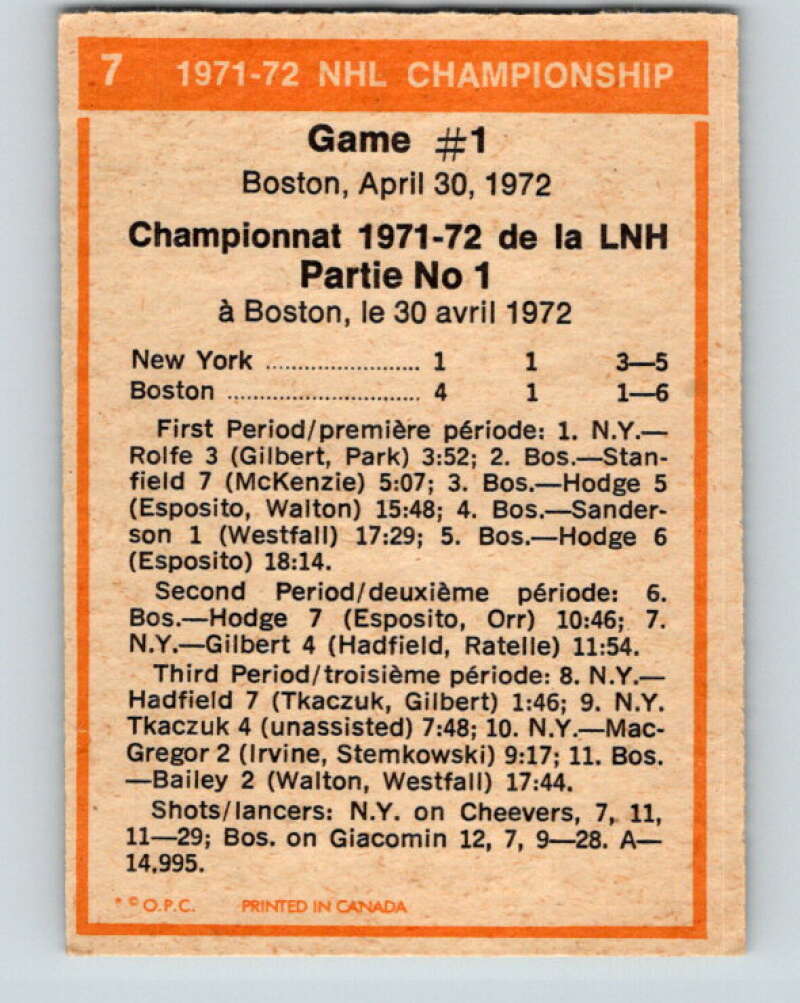 7 1971-72 NHL CHAMPIONSHIP
Game #1
Boston, April 30, 1972
Championnat 1971-72 de la LNH
Partie No 1
à Boston, le 30 avril 1972
New York ........................ 1 1 3—5
Boston ............................. 4 1 1—6
First Period/première période: 1. N.Y.—
Rolfe 3 (Gilbert, Park) 3:52; 2. Bos.—Stan-
field 7 (McKenzie) 5:07; 3. Bos.—Hodge 5
(Esposito, Walton) 15:48; 4. Bos.—Sander-
son 1 (Westfall) 17:29; 5. Bos.—Hodge 6
(Esposito) 18:14.
Second Period/deuxième période: 6.
Bos.—Hodge 7 (Esposito, Orr) 10:46; 7.
N.Y.—Gilbert 4 (Hadfield, Ratelle) 11:54.
Third Period/troisième période: 8. N.Y.—
Hadfield 7 (Tkaczuk, Gilbert) 1:46; 9. N.Y.
Tkaczuk 4 (unassisted) 7:48; 10. N.Y.—Mac-
Gregor 2 (Irvine, Stemkowski) 9:17; 11. Bos.
—Bailey 2 (Walton, Westfall) 17:44.
Shots/lancers: N.Y. on Cheevers, 7, 11,
11—29; Bos. on Giacomin 12, 7, 9—28. A—
14,995.
* © O.P.C. PRINTED IN CANADA